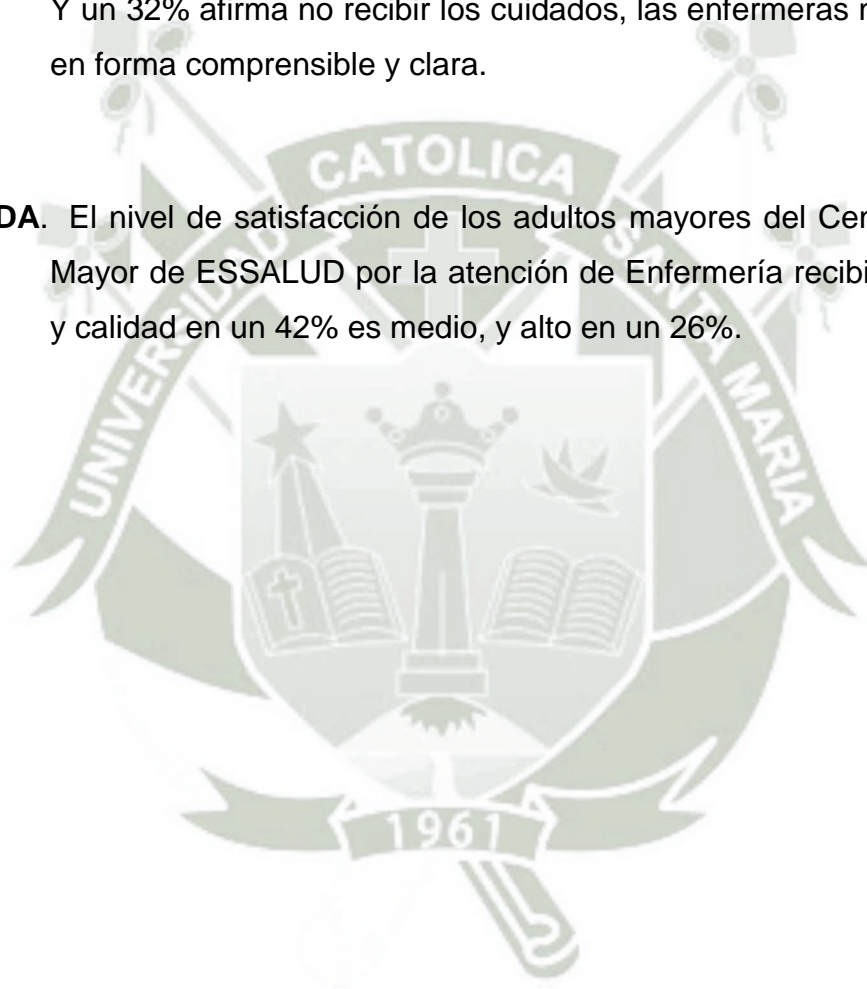 Y un 32% afirma no recibir los cuidados, las enfermeras
en forma comprensible y clara.
DA. El nivel de satisfacción de los adultos mayores del
Mayor de ESSALUD por la atención de Enfermería
y calidad en un 42% es medio, y alto en un 26%.
UNIVERSIDAD CATOLICA SANTA MARIA
1961